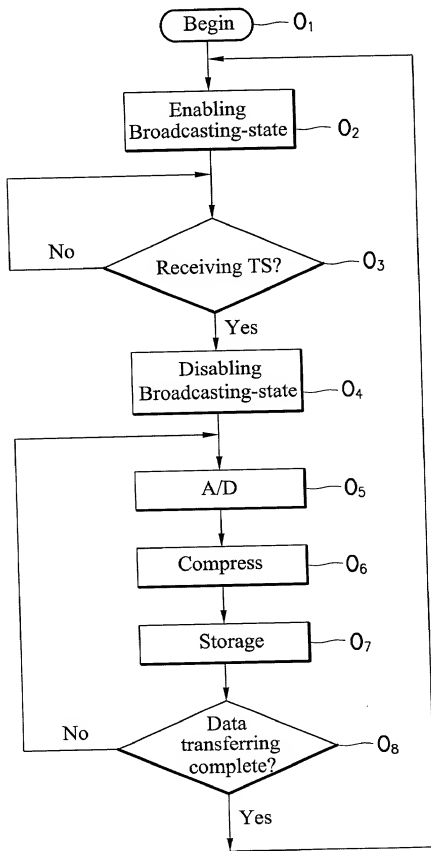 Begin
O1
Enabling
Broadcasting-state
O2
No
Receiving TS?
O3
Yes
Disabling
Broadcasting-state
O4
A/D
O5
Compress
O6
Storage
O7
No
Data
transferring
complete?
O8
Yes